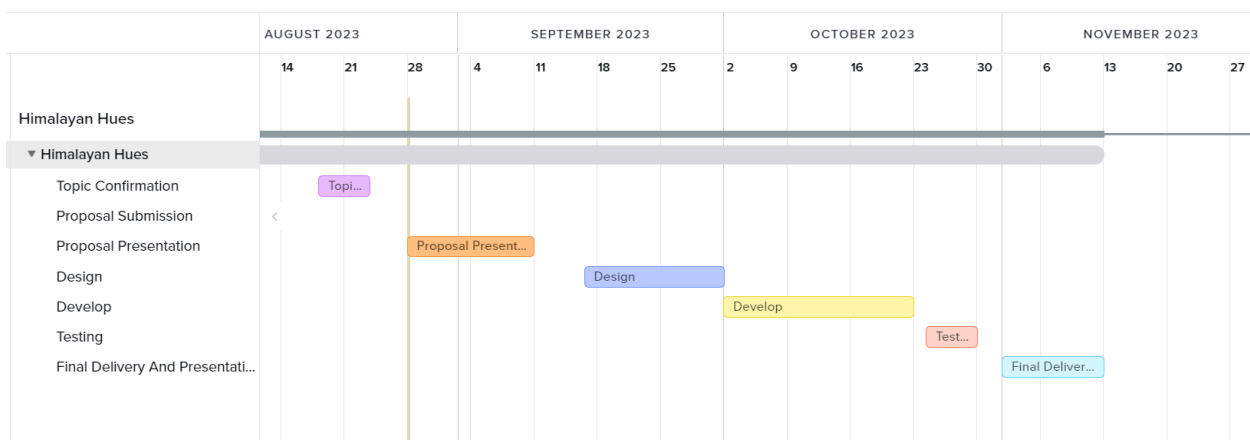 AUGUST 2023 SEPTEMBER 2023 OCTOBER 2023 NOVEMBER 2023
14 21 28 4 11 18 25 2 9 16 23 30 6 13 20 27
Himalayan Hues
Himalayan Hues
Topic Confirmation Topi...
Proposal Submission
Proposal Presentation Proposal Present...
Design Design
Develop Develop
Testing Test...
Final Delivery And Presentati... Final Deliver...